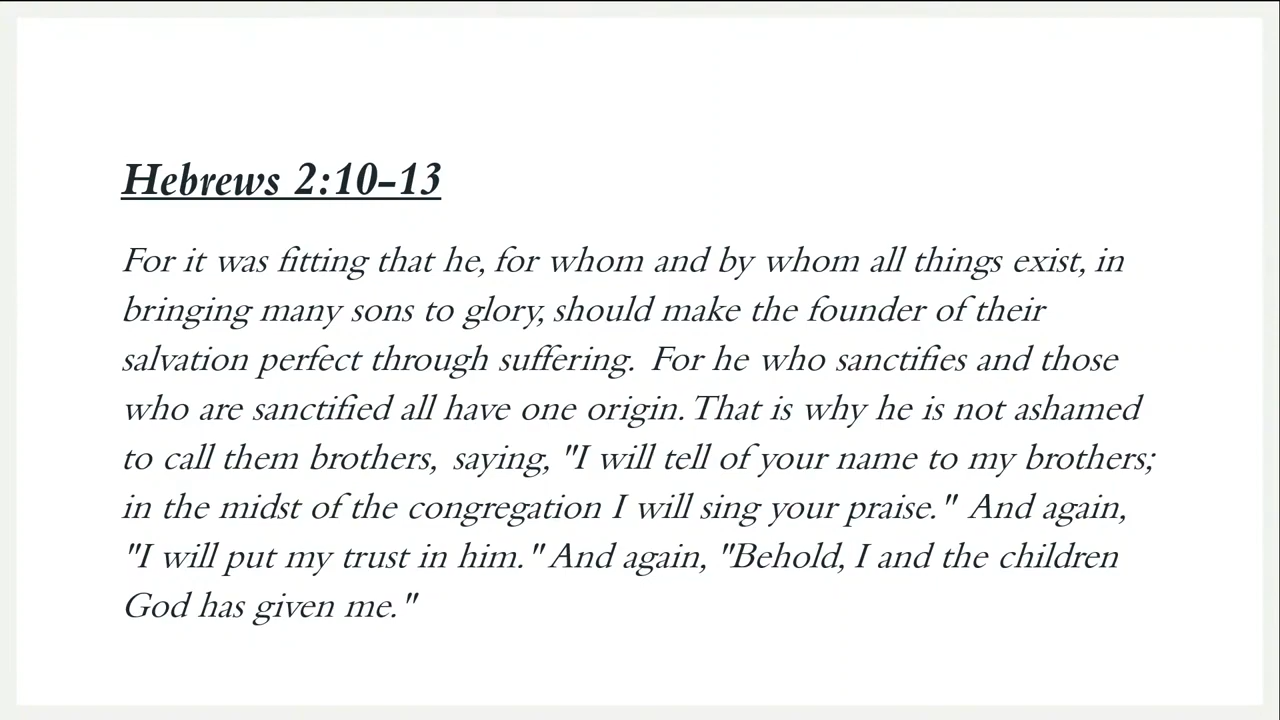 Hebrews 2:10–13
For it was fitting that he, for whom and by whom all things exist, in
bringing many sons to glory, should make the founder of their
salvation perfect through suffering. For he who sanctifies and those
who are sanctified all have one origin. That is why he is not ashamed
to call them brothers, saying, "I will tell of your name to my brothers;
in the midst of the congregation I will sing your praise." And again,
"I will put my trust in him." And again, "Behold, I and the children
God has given me."